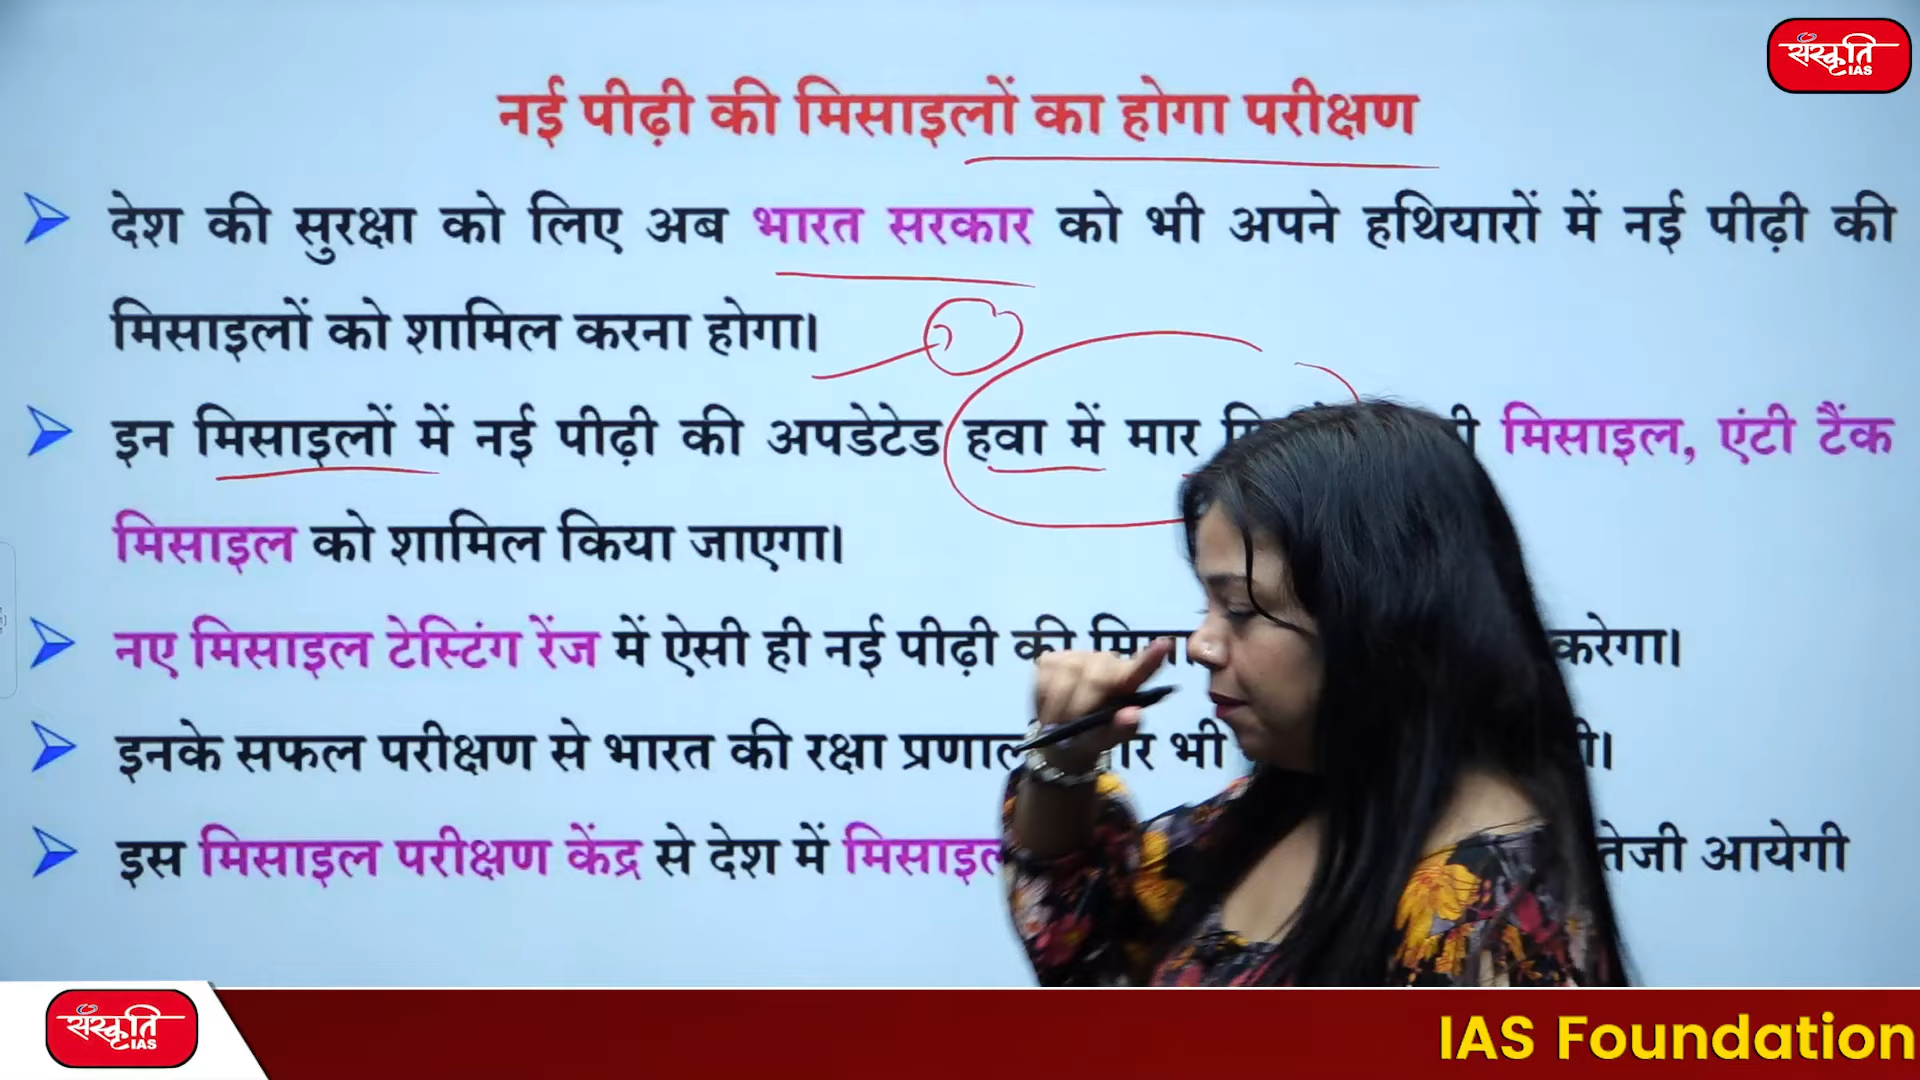 संस्कृति
IAS
नई पीढ़ी की मिसाइलों का होगा परीक्षण
देश की सुरक्षा को लिए अब भारत सरकार को भी अपने हथियारों में नई पीढ़ी की
मिसाइलों को शामिल करना होगा।
इन मिसाइलों में नई पीढ़ी की अपडेटेड हवा में मार मिसाइल, एंटी टैंक
मिसाइल को शामिल किया जाएगा।
नए मिसाइल टेस्टिंग रेंज में ऐसी ही नई पीढ़ी की करेगा।
इनके सफल परीक्षण से भारत की रक्षा भी
इस मिसाइल परीक्षण केंद्र से देश में मिसाइल तेजी आयेगी
संस्कृति
IAS
IAS Foundation